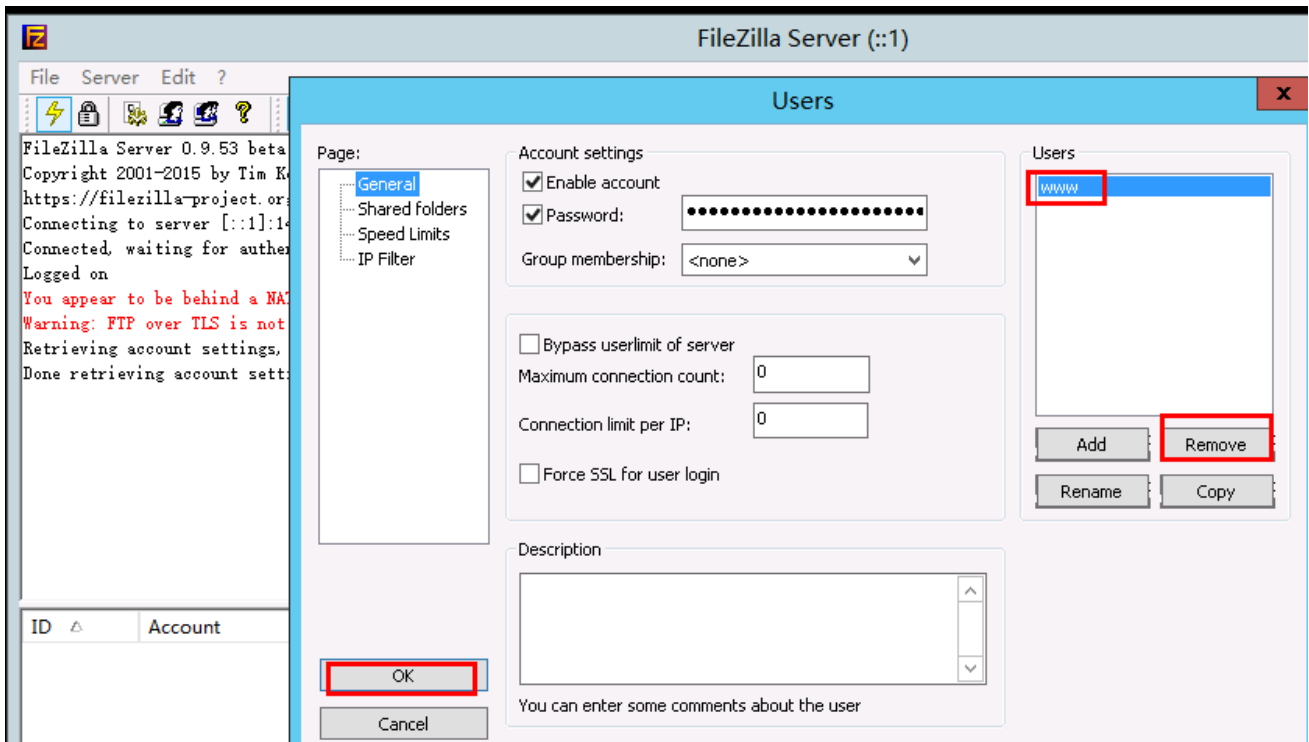 FileZilla Server (::1)
File Server Edit ?
FileZilla Server 0.9.53 beta
Copyright 2001-2015 by Tim
https://filezilla-project.or
Connecting to server [::1]:14
Connected, waiting for authe
Logged on
You appear to be behind a NA
Warning: FTP over TLS is not
Retrieving account settings,
Done retrieving account sett
ID Account
Users
Page:
General
Shared folders
Speed Limits
IP Filter
OK
Cancel
Account settings
Enable account
Password:
Group membership: <none>
Bypass userlimit of server
Maximum connection count: 0
Connection limit per IP: 0
Force SSL for user login
Description
You can enter some comments about the user
Users
www
Add Remove
Rename Copy